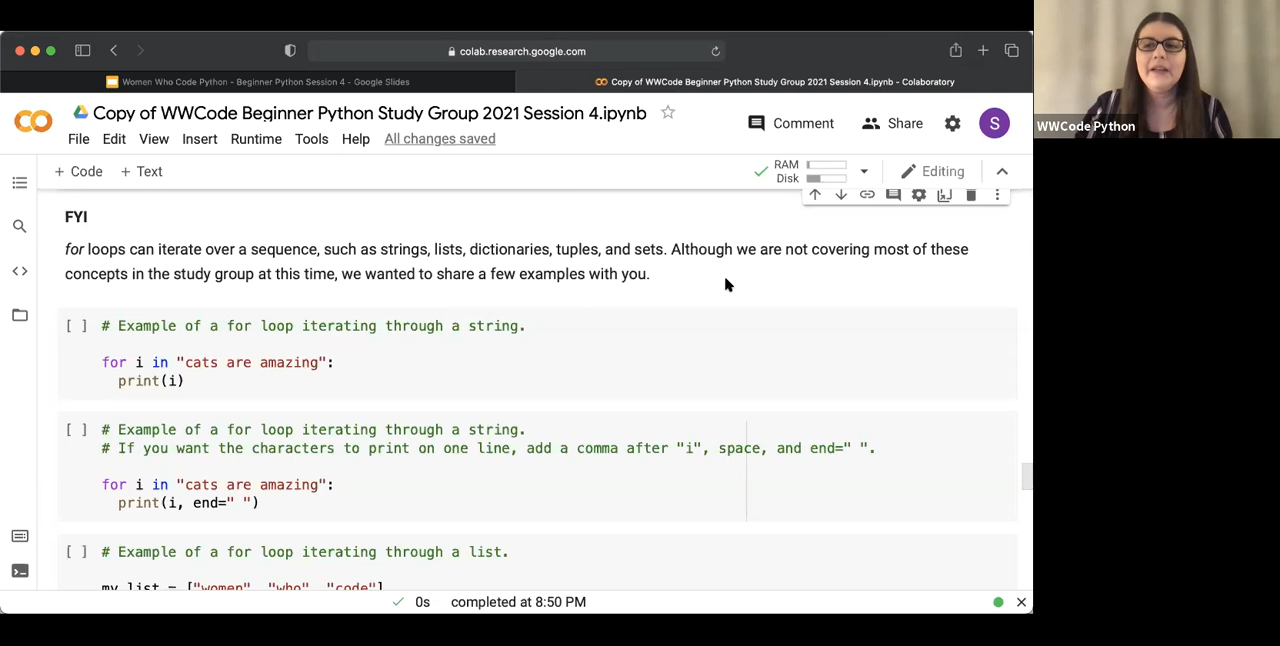 colab.research.google.com
Women Who Code Python - Beginner Python Session 4 - Google Slides
Copy of WWCode Beginner Python Study Group 2021 Session 4.ipynb - Colaboratory
Copy of WWCode Beginner Python Study Group 2021 Session 4.ipynb
Comment
Share
S
File Edit View Insert Runtime Tools Help All changes saved
+ Code + Text
RAM
Disk
Editing
FYI
for loops can iterate over a sequence, such as strings, lists, dictionaries, tuples, and sets. Although we are not covering most of these
concepts in the study group at this time, we wanted to share a few examples with you.
[ ] # Example of a for loop iterating through a string.
for i in "cats are amazing":
print(i)
[ ] # Example of a for loop iterating through a string.
# If you want the characters to print on one line, add a comma after "i", space, and end=" ".
for i in "cats are amazing":
print(i, end=" ")
[ ] # Example of a for loop iterating through a list.
my_list = ["women", "who", "code"]
0s completed at 8:50 PM
WWCode Python